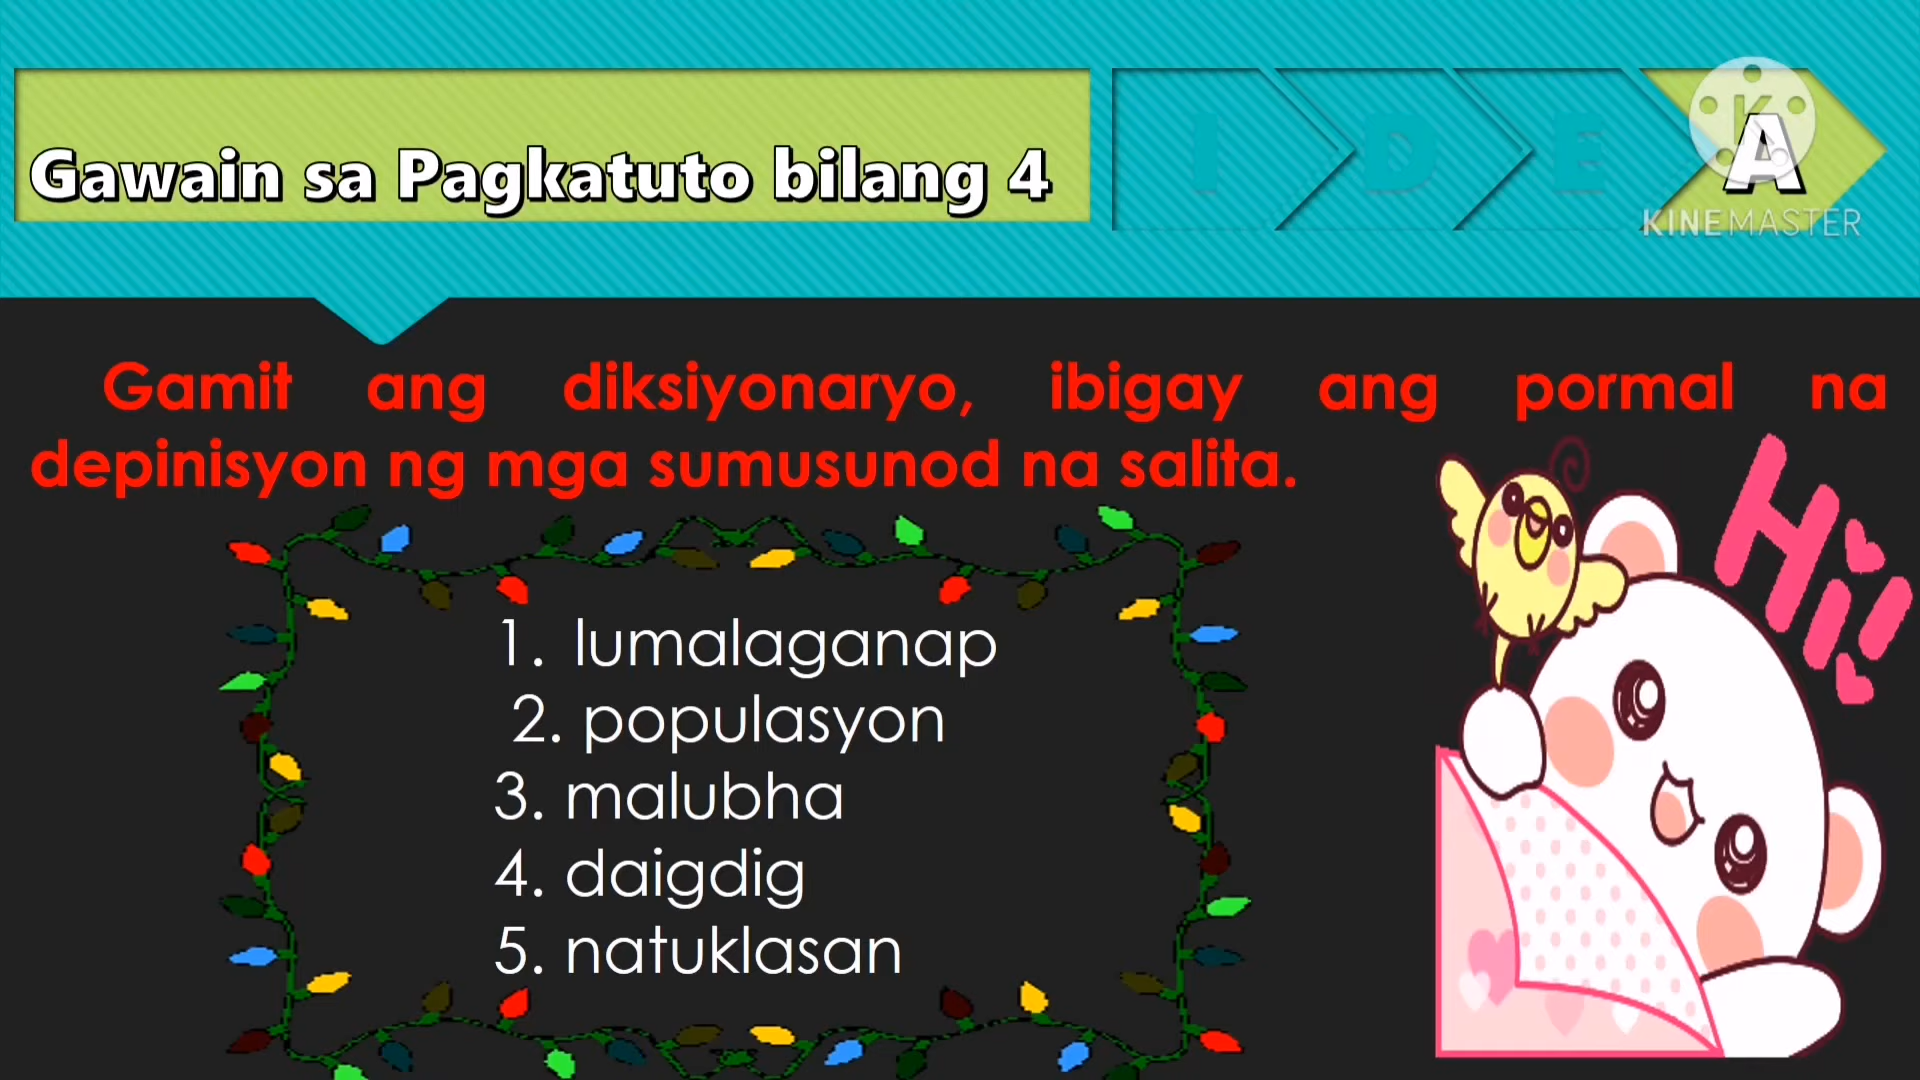 Gawain sa Pagkatuto bilang 4
I D E A
KINEMASTER
Gamit ang diksiyonaryo, ibigay ang pormal na
depinisyon ng mga sumusunod na salita.
Hi!
1. lumalaganap
2. populasyon
3. malubha
4. daigdig
5. natuklasan